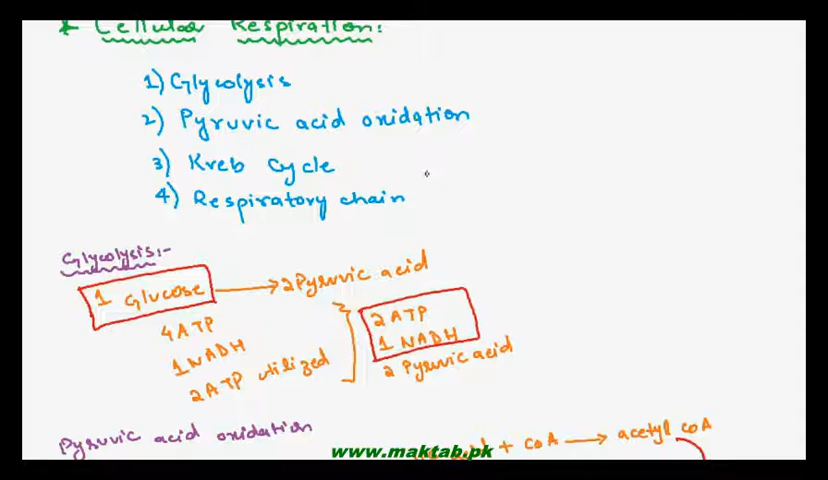 * Cellular Respiration:
1) Glycolysis
2) Pyruvic acid oxidation
3) Kreb cycle
4) Respiratory chain
Glycolysis:-
1 Glucose → 2 Pyruvic acid
4 ATP
1 NADH
2 ATP utilized
2 ATP
1 NADH
2 Pyruvic acid
Pyruvic acid oxidation
+ CoA → acetyl CoA
www.maktab.pk